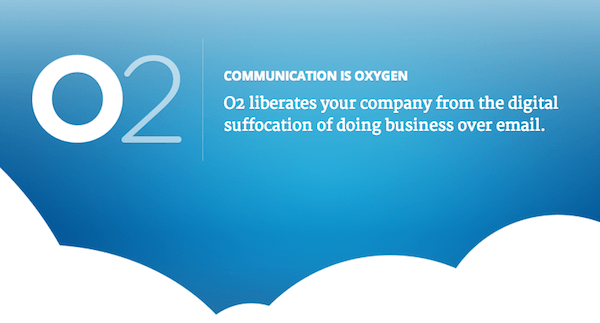 O2
COMMUNICATION IS OXYGEN
O2 liberates your company from the digital
suffocation of doing business over email.